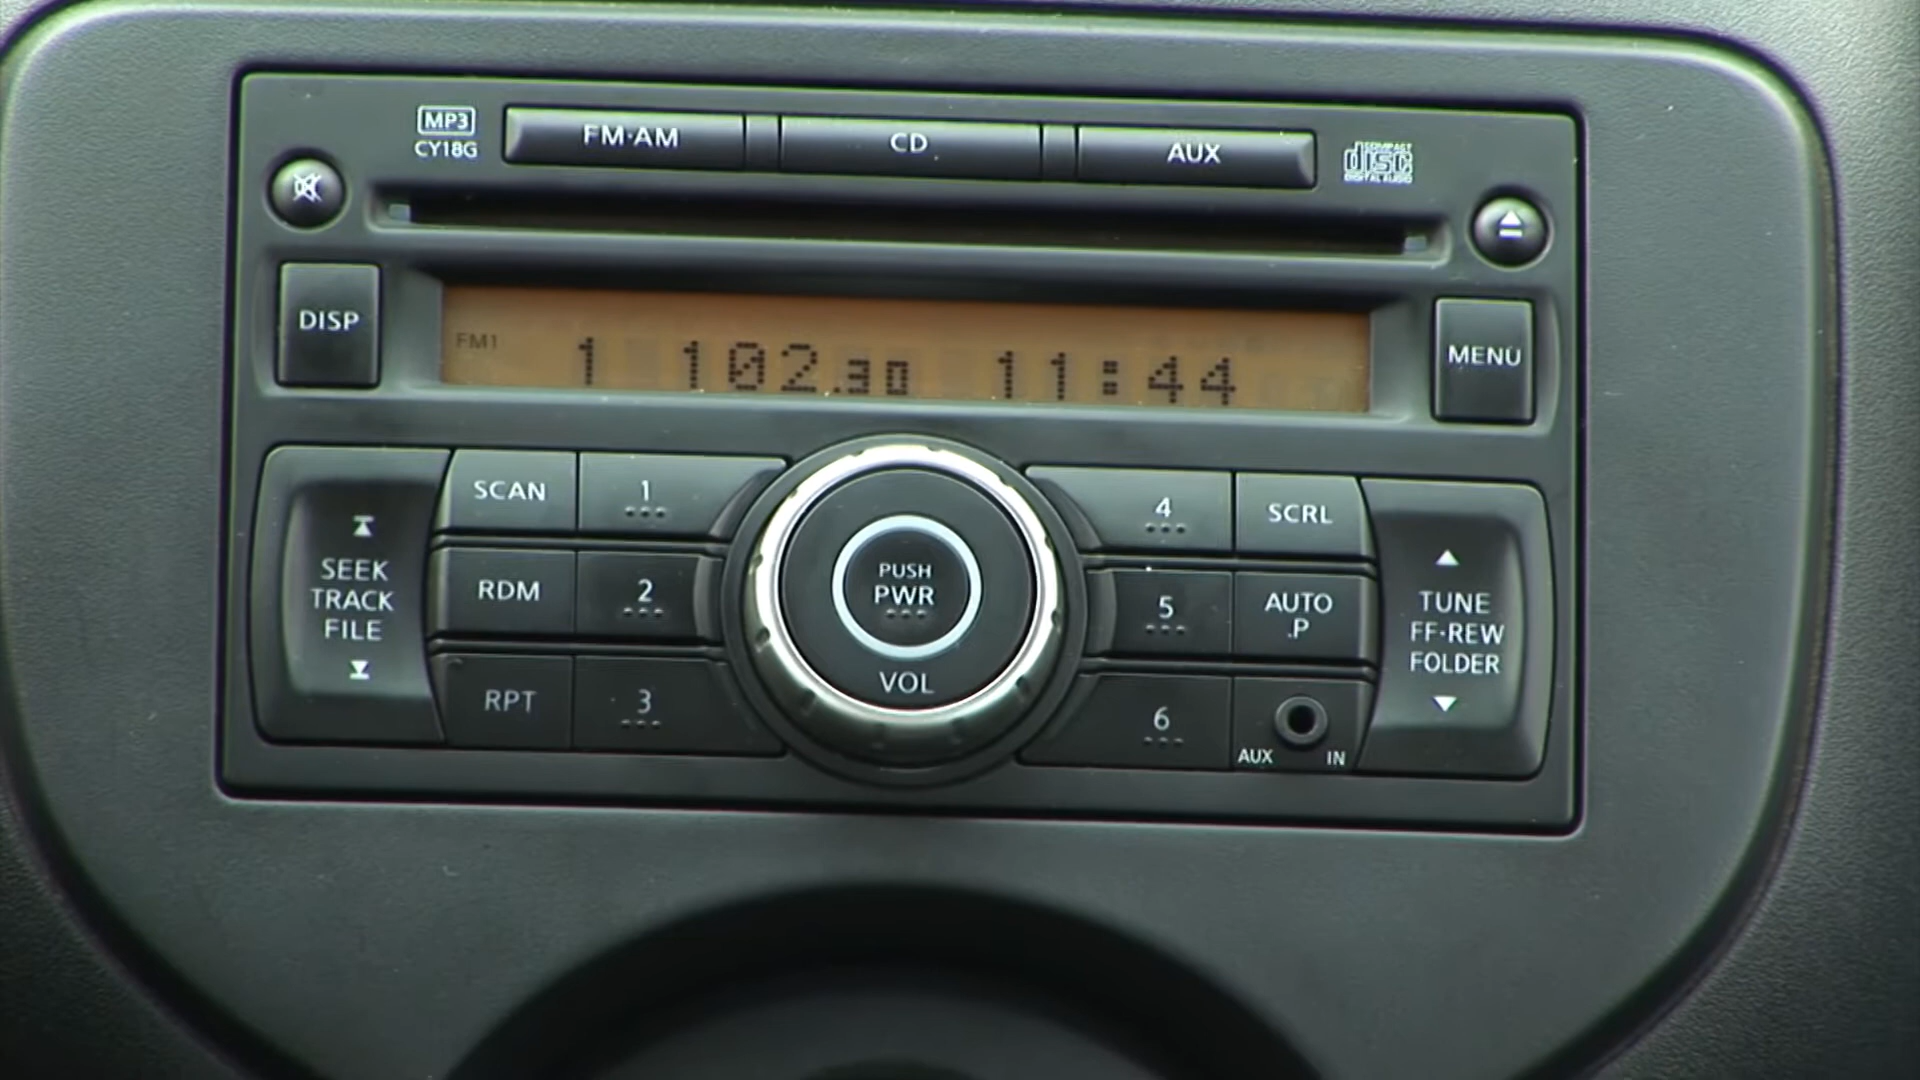 MP3
CY18G
FM·AM
CD
AUX
COMPACT
disc
DIGITAL AUDIO
DISP
FM1
1 102.30 11:44
MENU
SEEK
TRACK
FILE
SCAN
1
RDM
2
RPT
3
PUSH
PWR
VOL
4
SCRL
5
AUTO
.P
6
AUX IN
TUNE
FF·REW
FOLDER